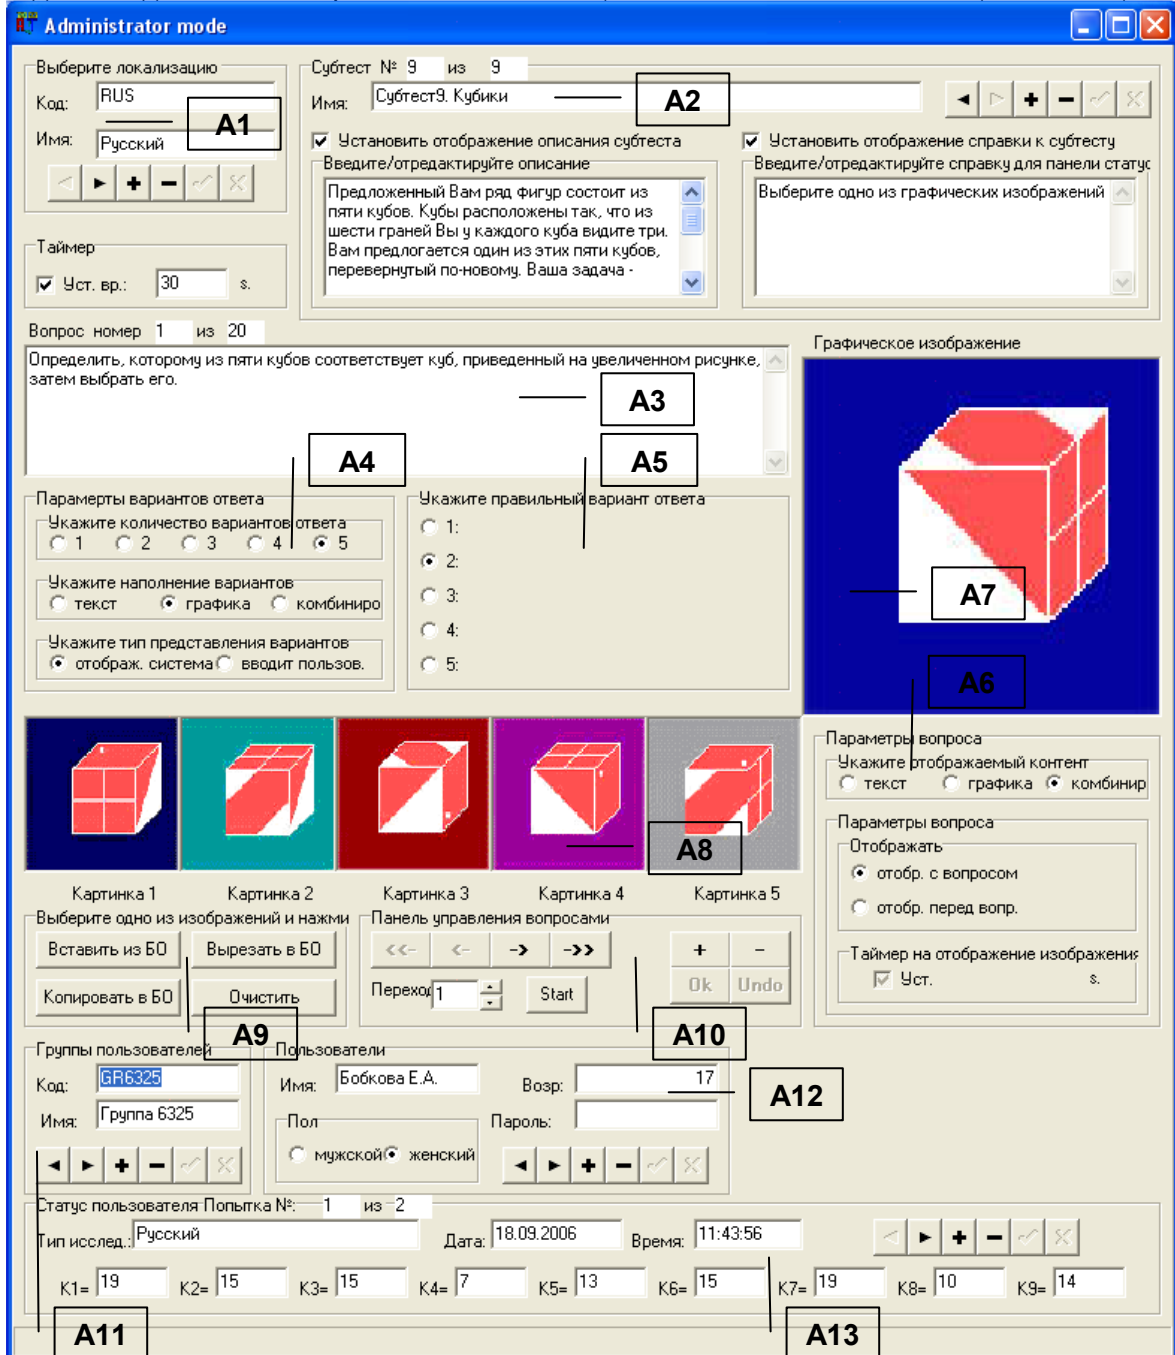 Administrator mode
Выберите локализацию
Код: RUS
Имя: Русский
A1
Субтест № 9 из 9
Имя: Субтест9. Кубики
A2
Установить отображение описания субтеста
Введите/отредактируйте описание
Предложенный Вам ряд фигур состоит из
пяти кубов. Кубы расположены так, что из
шести граней Вы у каждого куба видите три.
Вам предлогается один из этих пяти кубов,
перевернутый по-новому. Ваша задача -
Установить отображение справки к субтесту
Введите/отредактируйте справку для панели статус
Выберите одно из графических изображений
Таймер
Уст. вр.: 30 s.
Вопрос номер 1 из 20
Определить, которому из пяти кубов соответствует куб, приведенный на увеличенном рисунке,
затем выбрать его.
A3
A4
A5
Графическое изображение
A7
A6
Парамерты вариантов ответа
Укажите количество вариантов ответа
1 2 3 4 5
Укажите наполнение вариантов
текст графика комбиниро
Укажите тип представления вариантов
отображ. система вводит пользов.
Укажите правильный вариант ответа
1:
2:
3:
4:
5:
A8
Картинка 1 Картинка 2 Картинка 3 Картинка 4 Картинка 5
Параметры вопроса
Укажите отображаемый контент
текст графика комбинир
Параметры вопроса
Отображать
отобр. с вопросом
отобр. перед вопр.
Таймер на отображение изображения
Уст. s.
Выберите одно из изображений и нажми
Вставить из БО Вырезать в БО
Копировать в БО Очистить
A9
Панель управления вопросами
<<- <- -> ->> + -
Переход 1 Start Ok Undo
A10
Группы пользователей
Код: GR6325
Имя: Группа 6325
A11
Пользователи
Имя: Бобкова Е.А. Возр: 17
A12
Пол
мужской женский
Пароль:
Статус пользователя Попытка №: 1 из 2
Тип исслед.: Русский Дата: 18.09.2006 Время: 11:43:56
K1= 19 K2= 15 K3= 15 K4= 7 K5= 13 K6= 15 K7= 19 K8= 10 K9= 14
A13